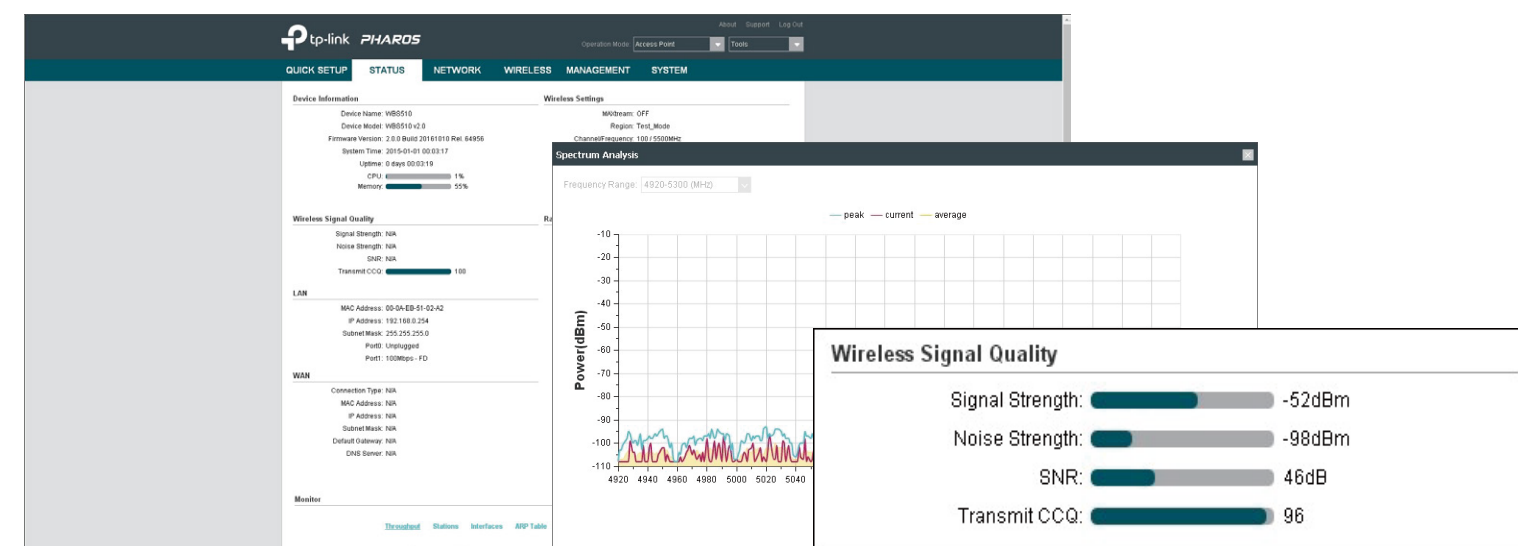 About Support Log Out
tp-link PHAROS
Operation Mode: Access Point Tools
QUICK SETUP STATUS NETWORK WIRELESS MANAGEMENT SYSTEM
Device Information
Device Name: WBS510
Device Model: WBS510 v2.0
Firmware Version: 2.0.0 Build 20161010 Rel. 64956
System Time: 2015-01-01 00:03:17
Uptime: 0 days 00:03:19
CPU: 1%
Memory: 55%
Wireless Settings
MAXtream: OFF
Region: Test_Mode
Channel/Frequency: 100 / 5500MHz
Wireless Signal Quality
Signal Strength: N/A
Noise Strength: N/A
SNR: N/A
Transmit CCQ: 100
Ra
LAN
MAC Address: 00-0A-EB-51-02-A2
IP Address: 192.168.0.254
Subnet Mask: 255.255.255.0
Port0: Unplugged
Port1: 100Mbps - FD
WAN
Connection Type: N/A
MAC Address: N/A
IP Address: N/A
Subnet Mask: N/A
Default Gateway: N/A
DNS Server: N/A
Monitor
Throughput Stations Interfaces ARP Table
Spectrum Analysis
Frequency Range: 4920-5300 (MHz)
peak current average
Power(dBm)
-10
-20
-30
-40
-50
-60
-70
-80
-90
-100
-110
4920 4940 4960 4980 5000 5020 5040
Wireless Signal Quality
Signal Strength: -52dBm
Noise Strength: -98dBm
SNR: 46dB
Transmit CCQ: 96